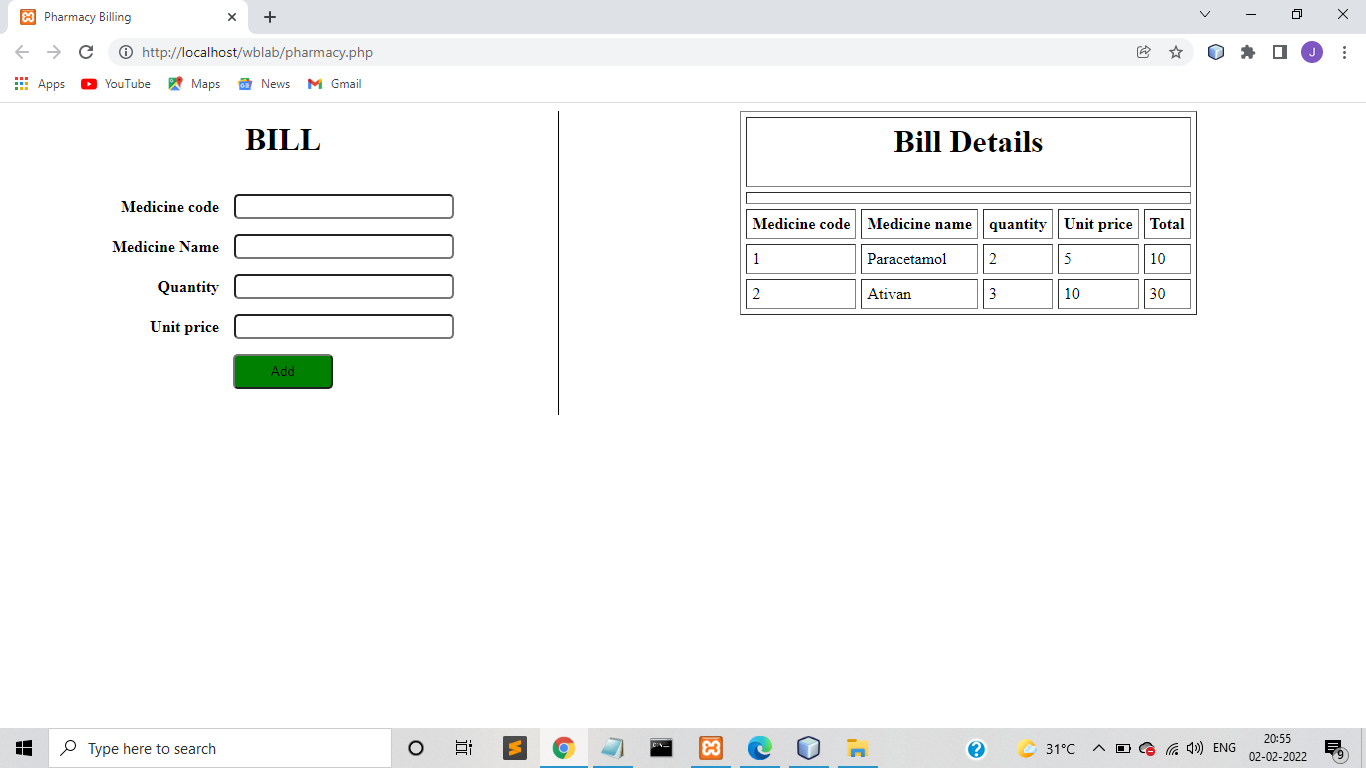 Pharmacy Billing
http://localhost/wblab/pharmacy.php
J
Apps YouTube Maps News Gmail
BILL
Medicine code
Medicine Name
Quantity
Unit price
Add
Bill Details
Medicine code Medicine name quantity Unit price Total
1 Paracetamol 2 5 10
2 Ativan 3 10 30
Type here to search
31°C
ENG
20:55
02-02-2022
9